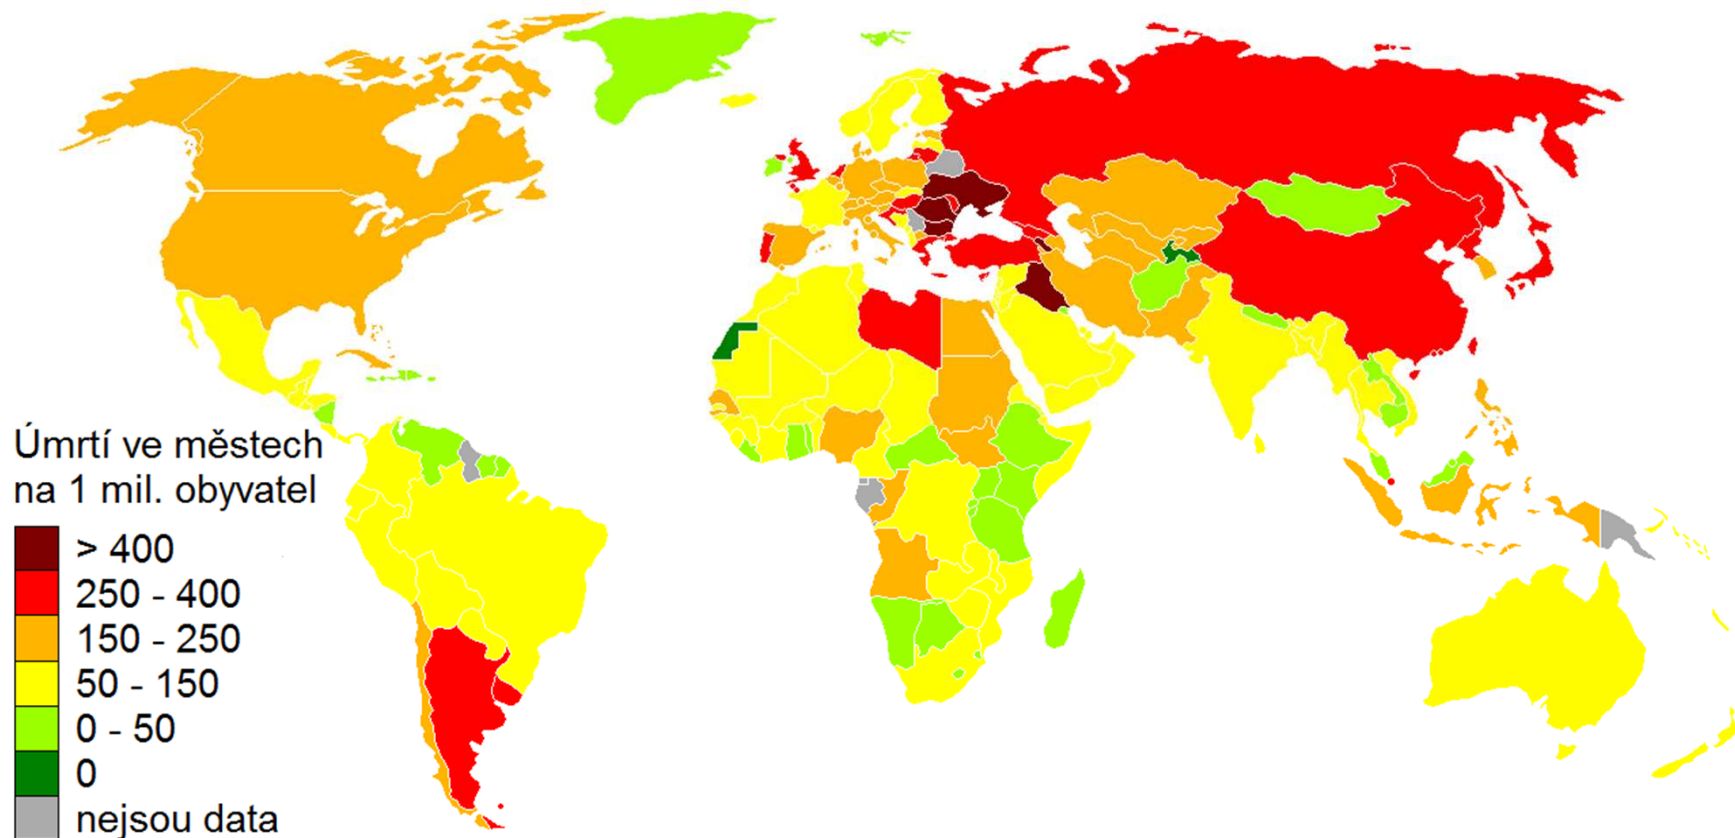 Úmrtí ve městech
na 1 mil. obyvatel
> 400
250 - 400
150 - 250
50 - 150
0 - 50
0
nejsou data